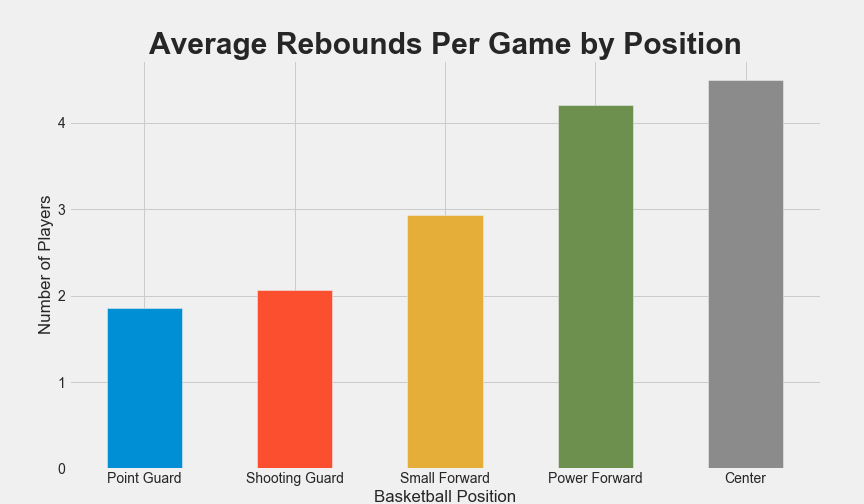 Average Rebounds Per Game by Position
Number of Players
4
3
2
1
0
Point Guard Shooting Guard Small Forward Power Forward Center
Basketball Position